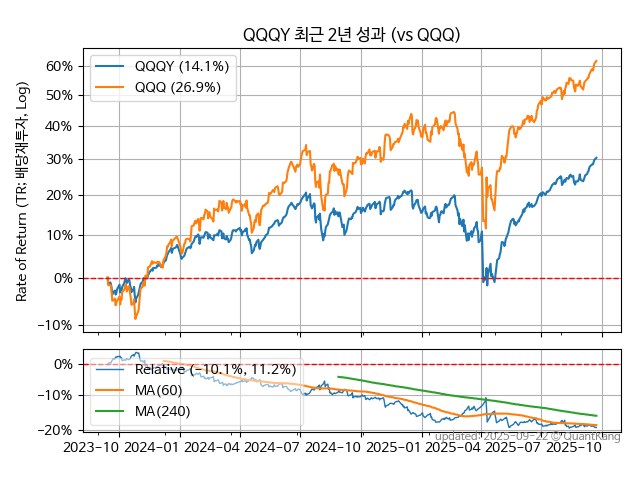 QQQY 최근 2년 성과 (vs QQQ)
Rate of Return (TR: 배당재투자, Log)
60%
50%
40%
30%
20%
10%
0%
−10%
QQQY (14.1%)
QQQ (26.9%)
0%
−10%
−20%
Relative (−10.1%, 11.2%)
MA(60)
MA(240)
2023-10 2024-01 2024-04 2024-07 2024-10 2025-01 2025-04 2025-07 2025-10
updated: 2025-09-22 © QuantKang